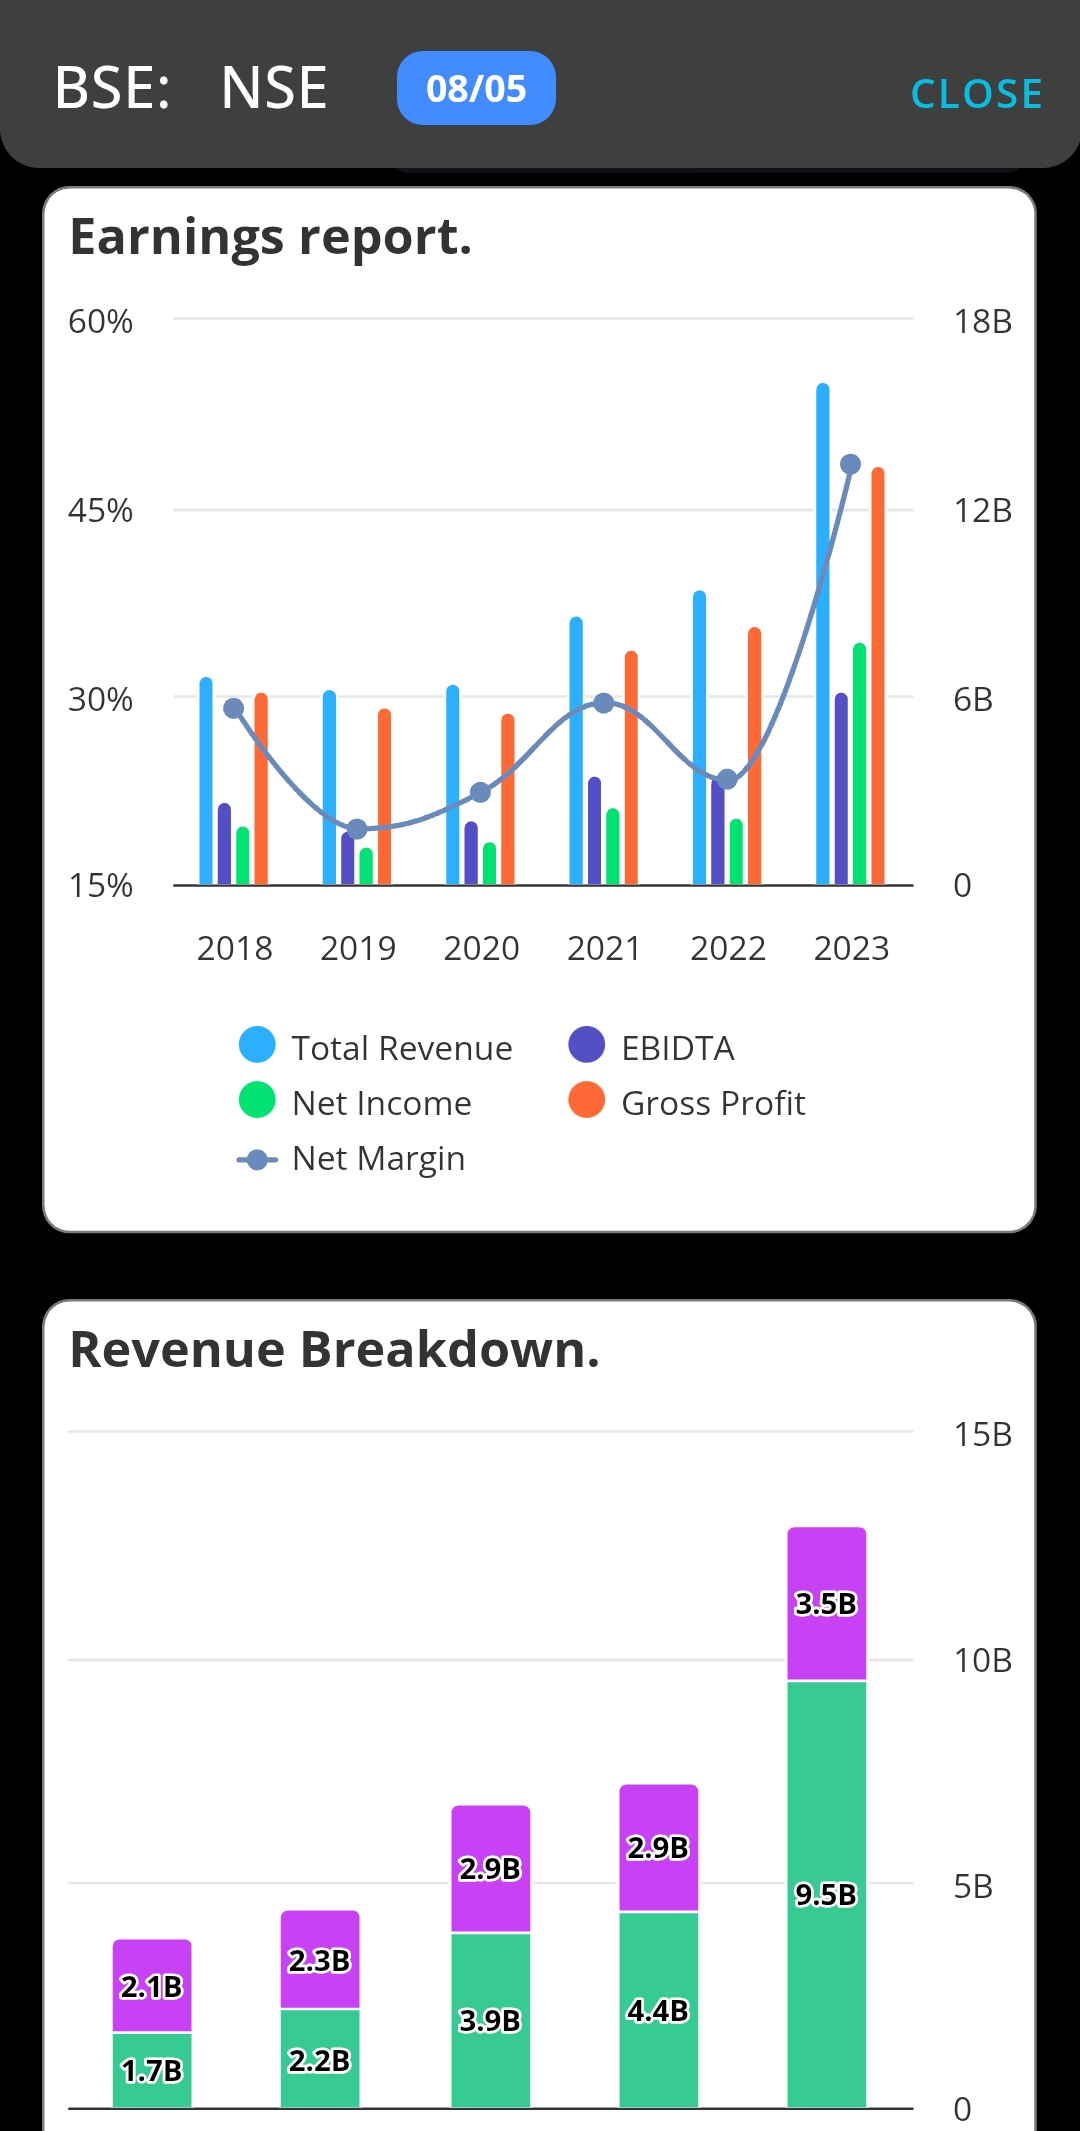 BSE: NSE 08/05 CLOSE
Earnings report.
60% 18B
45% 12B
30% 6B
15% 0
2018 2019 2020 2021 2022 2023
Total Revenue EBIDTA
Net Income Gross Profit
Net Margin
Revenue Breakdown.
15B
3.5B
10B
2.9B
2.9B
5B
9.5B
2.1B 2.3B
3.9B 4.4B
1.7B 2.2B
0